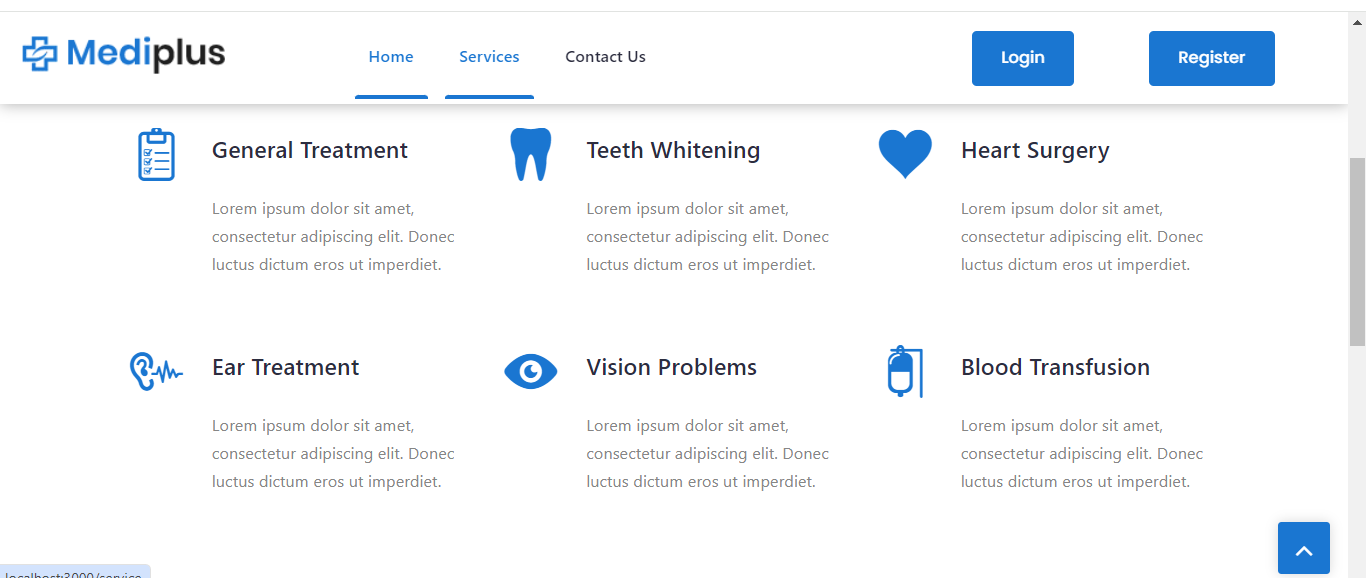 Mediplus
Home Services Contact Us Login Register
General Treatment Teeth Whitening Heart Surgery
Lorem ipsum dolor sit amet, Lorem ipsum dolor sit amet, Lorem ipsum dolor sit amet,
consectetur adipiscing elit. Donec consectetur adipiscing elit. Donec consectetur adipiscing elit. Donec
luctus dictum eros ut imperdiet. luctus dictum eros ut imperdiet. luctus dictum eros ut imperdiet.
Ear Treatment Vision Problems Blood Transfusion
Lorem ipsum dolor sit amet, Lorem ipsum dolor sit amet, Lorem ipsum dolor sit amet,
consectetur adipiscing elit. Donec consectetur adipiscing elit. Donec consectetur adipiscing elit. Donec
luctus dictum eros ut imperdiet. luctus dictum eros ut imperdiet. luctus dictum eros ut imperdiet.
localhost:3000/service